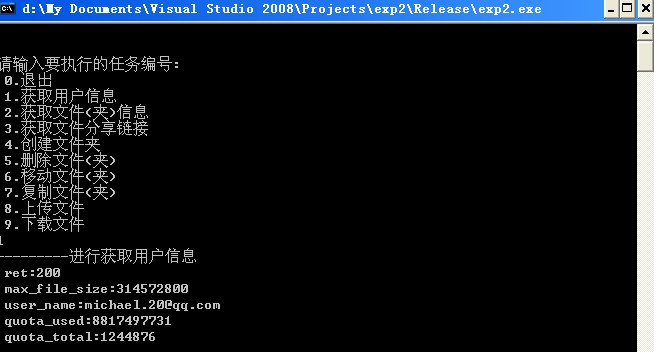 d:\My Documents\Visual Studio 2008\Projects\exp2\Release\exp2.exe
请输入要执行的任务编号:
0.退出
1.获取用户信息
2.获取文件(夹)信息
3.获取文件分享链接
4.创建文件夹
5.删除文件(夹)
6.移动文件(夹)
7.复制文件(夹)
8.上传文件
9.下载文件
1
---------进行获取用户信息
ret:200
max_file_size:314572800
user_name:michael.20@qq.com
quota_used:8817497731
quota_total:1244876